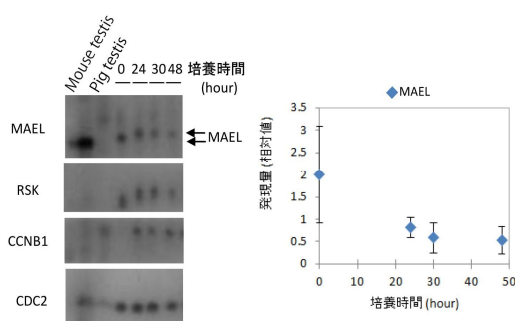 Mouse testis
Pig testis
0 24 30 48 培養時間
(hour)
MAEL
MAEL
RSK
CCNB1
CDC2
MAEL
発現量(相対値)
3.5
3
2.5
2
1.5
1
0.5
0
0 10 20 30 40 50
培養時間(hour)